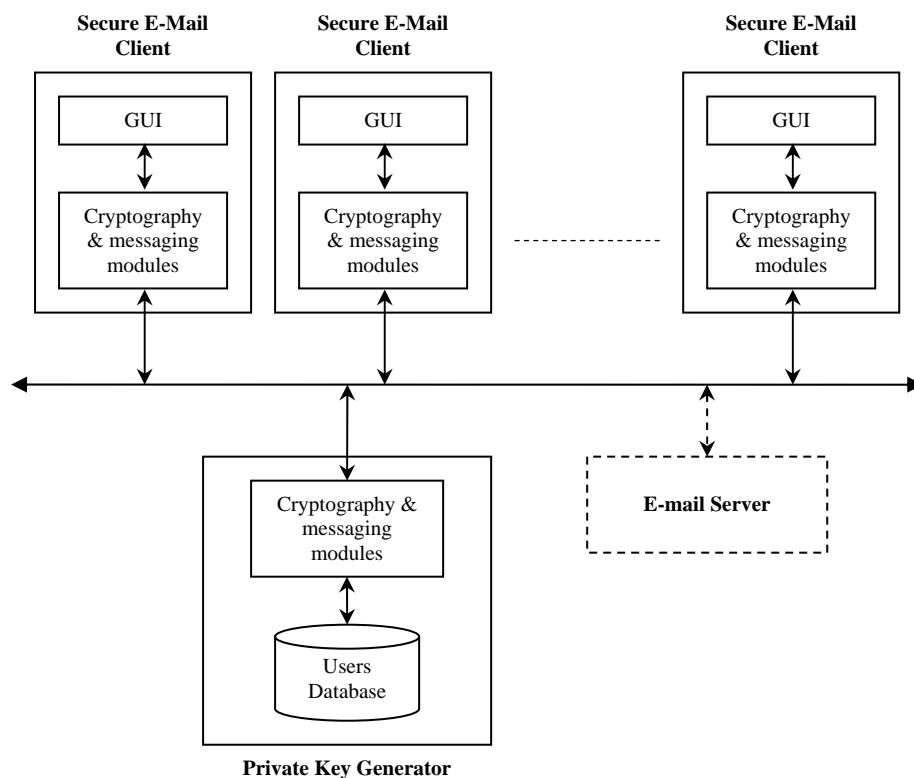 Secure E-Mail
Client
Secure E-Mail
Client
Secure E-Mail
Client
GUI
GUI
GUI
Cryptography
& messaging
modules
Cryptography
& messaging
modules
Cryptography
& messaging
modules
Cryptography &
messaging
modules
E-mail Server
Users
Database
Private Key Generator